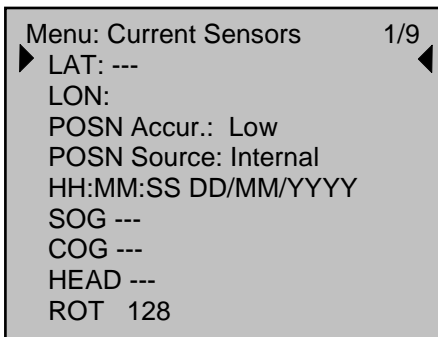 Menu: Current Sensors 1/9
LAT: ---
LON:
POSN Accur.: Low
POSN Source: Internal
HH:MM:SS DD/MM/YYYY
SOG ---
COG ---
HEAD ---
ROT 128